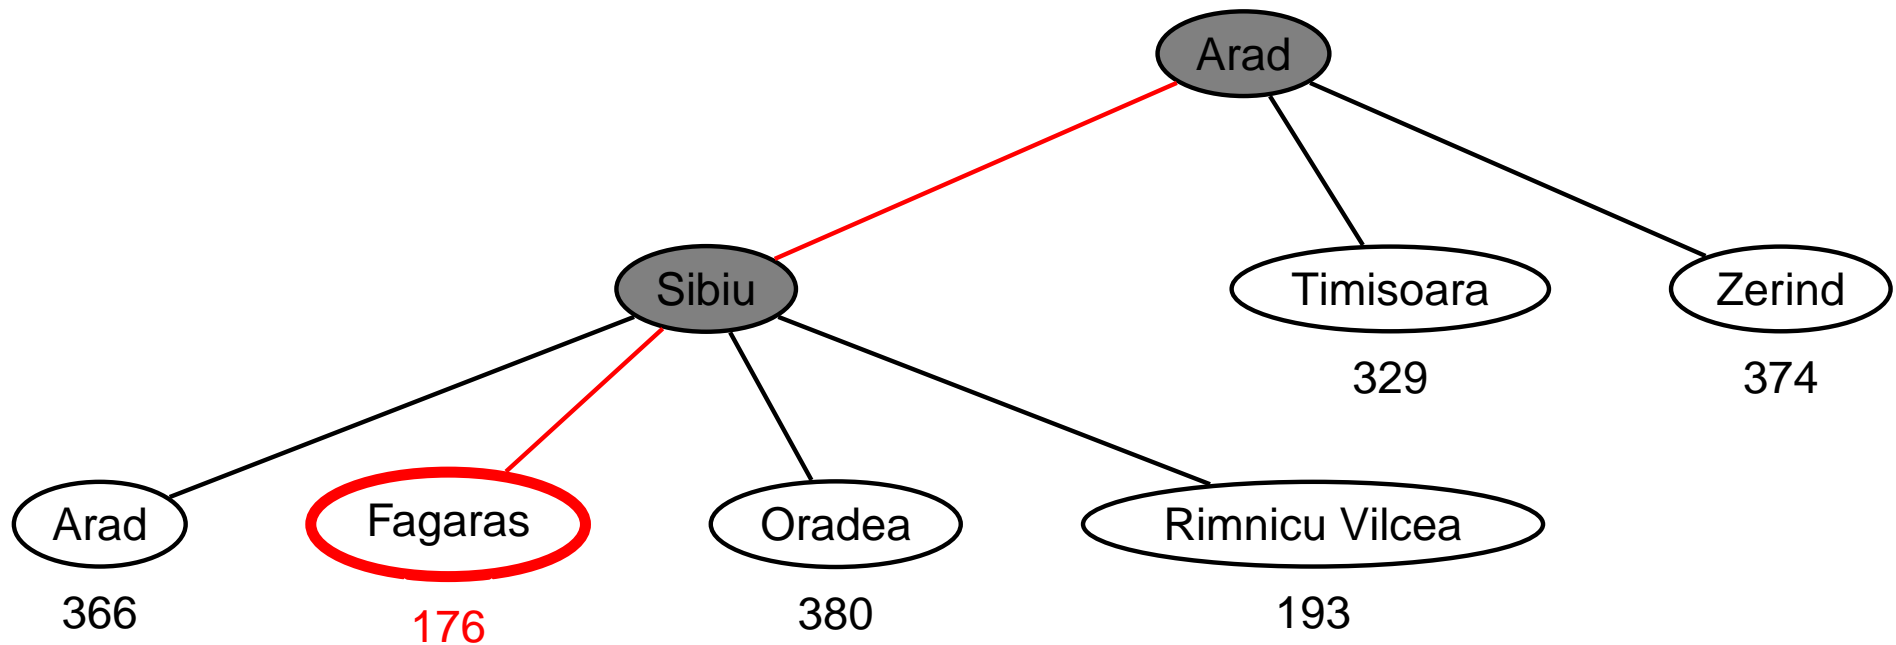 Arad
Sibiu
Timisoara
Zerind
329
374
Arad
Fagaras
Oradea
Rimnicu Vilcea
366
176
380
193